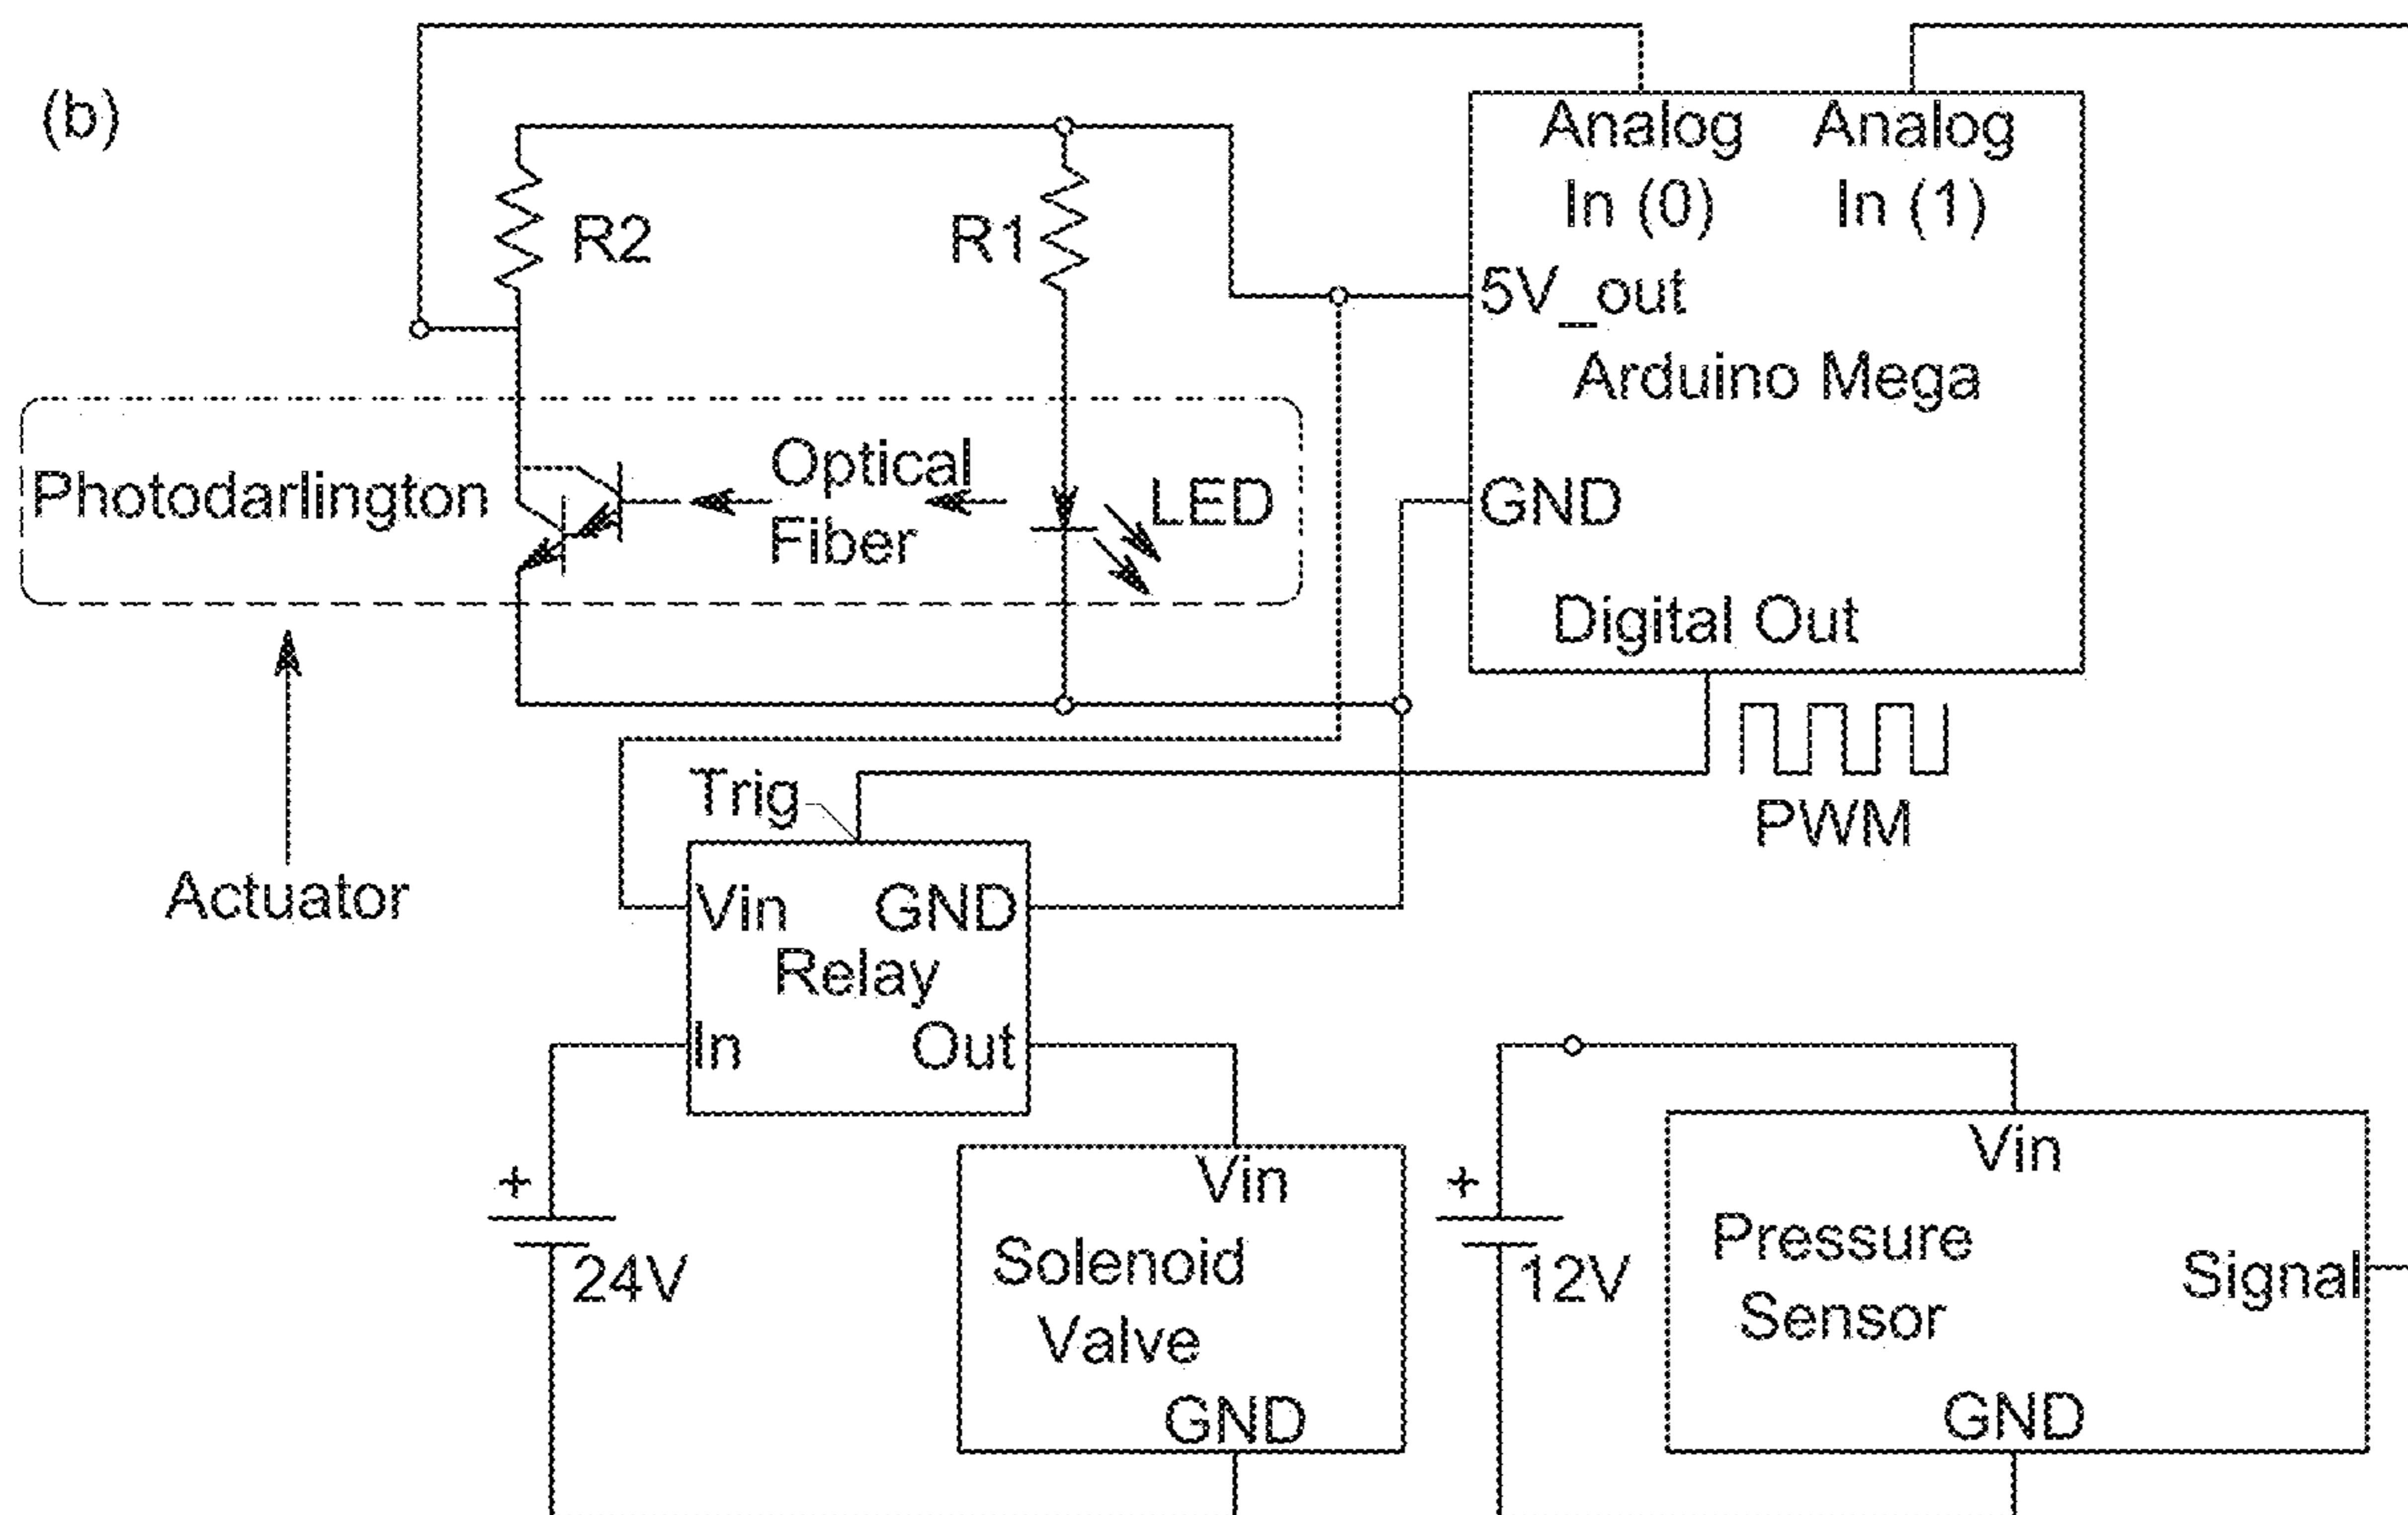 (b)
Analog
In (0)
Analog
In (1)
R2
R1
5V_out
Arduino Mega
Photodarlington
Optical
Fiber
LED
GND
Digital Out
Trig
PWM
Actuator
Vin
GND
Relay
In
Out
+
24V
Vin
Solenoid
Valve
GND
+
12V
Vin
Pressure
Sensor
Signal
GND